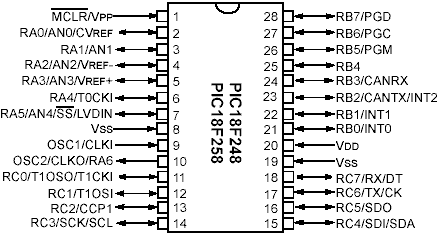 MCLR/VPP 1 28 RB7/PGD
RA0/AN0/CVREF 2 27 RB6/PGC
RA1/AN1 3 26 RB5/PGM
RA2/AN2/VREF- 4 25 RB4
RA3/AN3/VREF+ 5 24 RB3/CANRX
RA4/T0CKI 6 23 RB2/CANTX/INT2
RA5/AN4/SS/LVDIN 7 22 RB1/INT1
VSS 8 21 RB0/INT0
OSC1/CLKI 9 20 VDD
OSC2/CLKO/RA6 10 19 VSS
RC0/T1OSO/T1CKI 11 18 RC7/RX/DT
RC1/T1OSI 12 17 RC6/TX/CK
RC2/CCP1 13 16 RC5/SDO
RC3/SCK/SCL 14 15 RC4/SDI/SDA
PIC18F248
PIC18F258